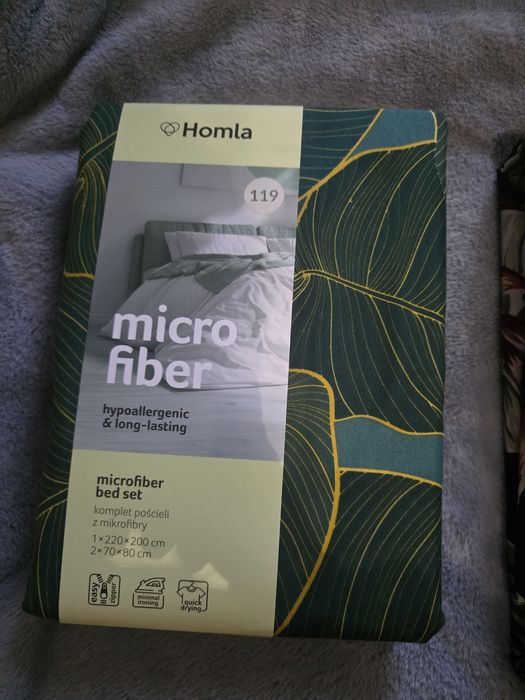 Homla
119
micro
fiber
hypoallergenic
& long-lasting
microfiber
bed set
komplet pościeli
z mikrofibry
1×220×200 cm
2×70×80 cm
easy
zipper
minimal
ironing
quick
drying